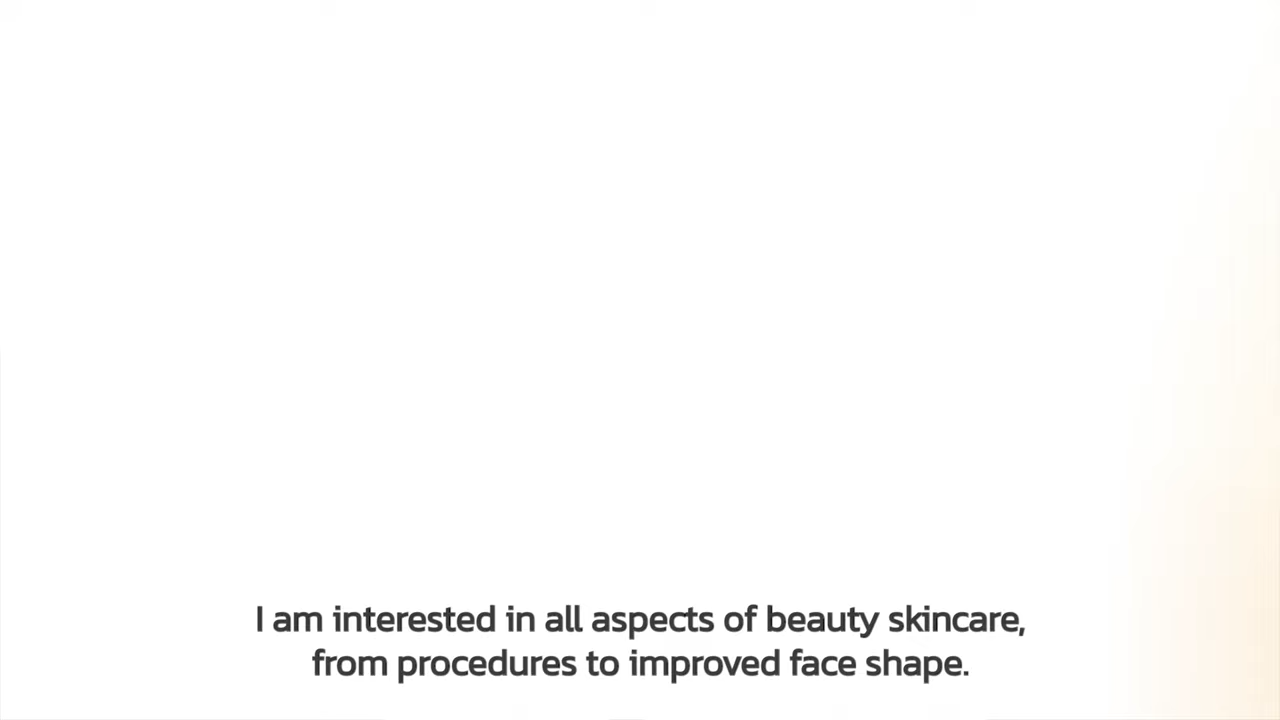 I am interested in all aspects of beauty skincare,
from procedures to improved face shape.